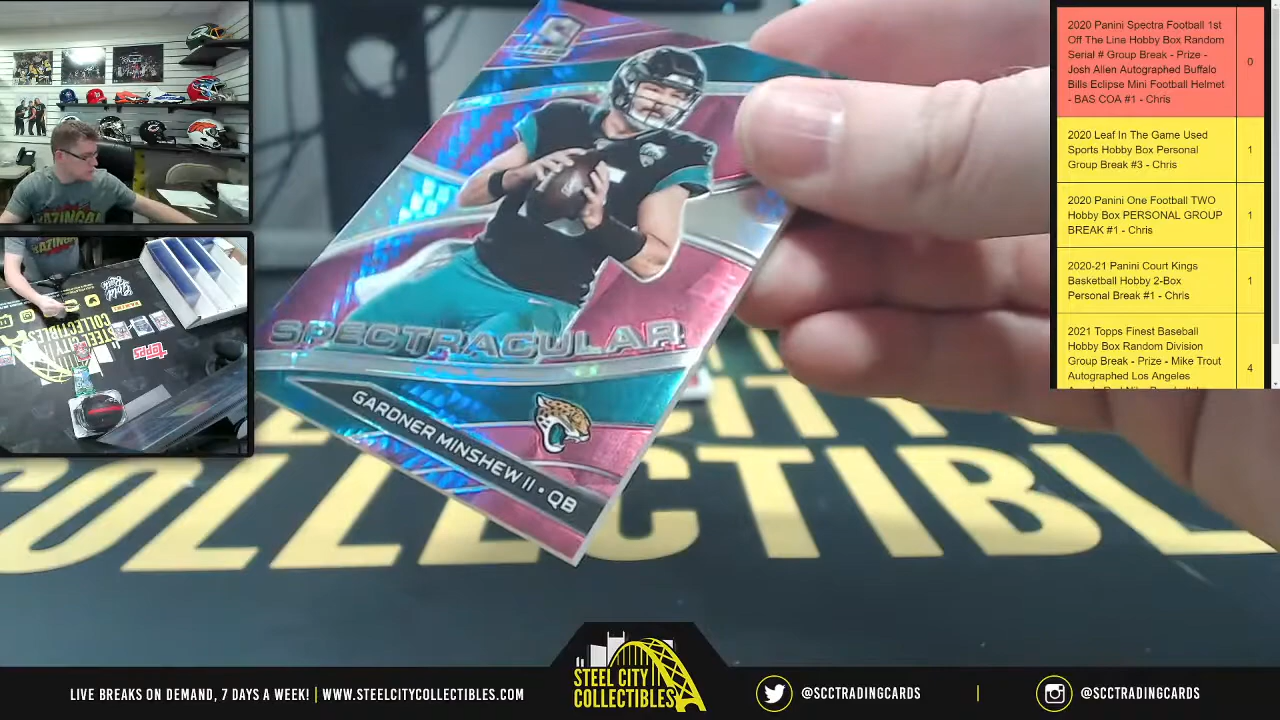 2020 Panini Spectra Football 1st
Off The Line Hobby Box Random
Serial # Group Break - Prize -
Josh Allen Autographed Buffalo
Bills Eclipse Mini Football Helmet
- BAS COA #1 - Chris
0
2020 Leaf In The Game Used
Sports Hobby Box Personal
Group Break #3 - Chris
1
2020 Panini One Football TWO
Hobby Box PERSONAL GROUP
BREAK #1 - Chris
1
2020-21 Panini Court Kings
Basketball Hobby 2-Box
Personal Break #1 - Chris
1
2021 Topps Finest Baseball
Hobby Box Random Division
Group Break - Prize - Mike Trout
Autographed Los Angeles
4
SPECTRACULAR!
GARDNER MINSHEW II • QB
COLLECTIBL
Topps
LIVE BREAKS ON DEMAND, 7 DAYS A WEEK! | WWW.STEELCITYCOLLECTIBLES.COM
STEEL CITY
COLLECTIBLES
@SCCTRADINGCARDS | @SCCTRADINGCARDS